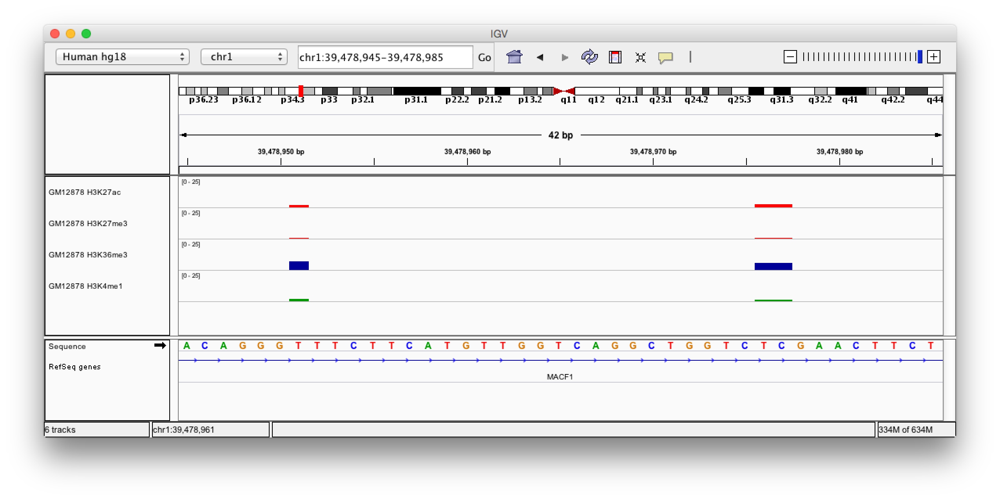 IGV
Human hg18 chr1 chr1:39,478,945-39,478,985 Go
p36.23 p36.12 p34.3 p33 p32.1 p31.1 p22.2 p21.2 p13.2 q11 q12 q21.1 q23.1 q24.2 q25.3 q31.3 q32.2 q41 q42.2 q44
42 bp
39,478,950 bp 39,478,960 bp 39,478,970 bp 39,478,980 bp
[0 - 25]
GM12878 H3K27ac
[0 - 25]
GM12878 H3K27me3
[0 - 25]
GM12878 H3K36me3
[0 - 25]
GM12878 H3K4me1
Sequence A C A G G G T T T C T T C A T G T T G G T C A G G C T G G T C T C G A A C T T C T
RefSeq genes
MACF1
6 tracks chr1:39,478,961 334M of 634M